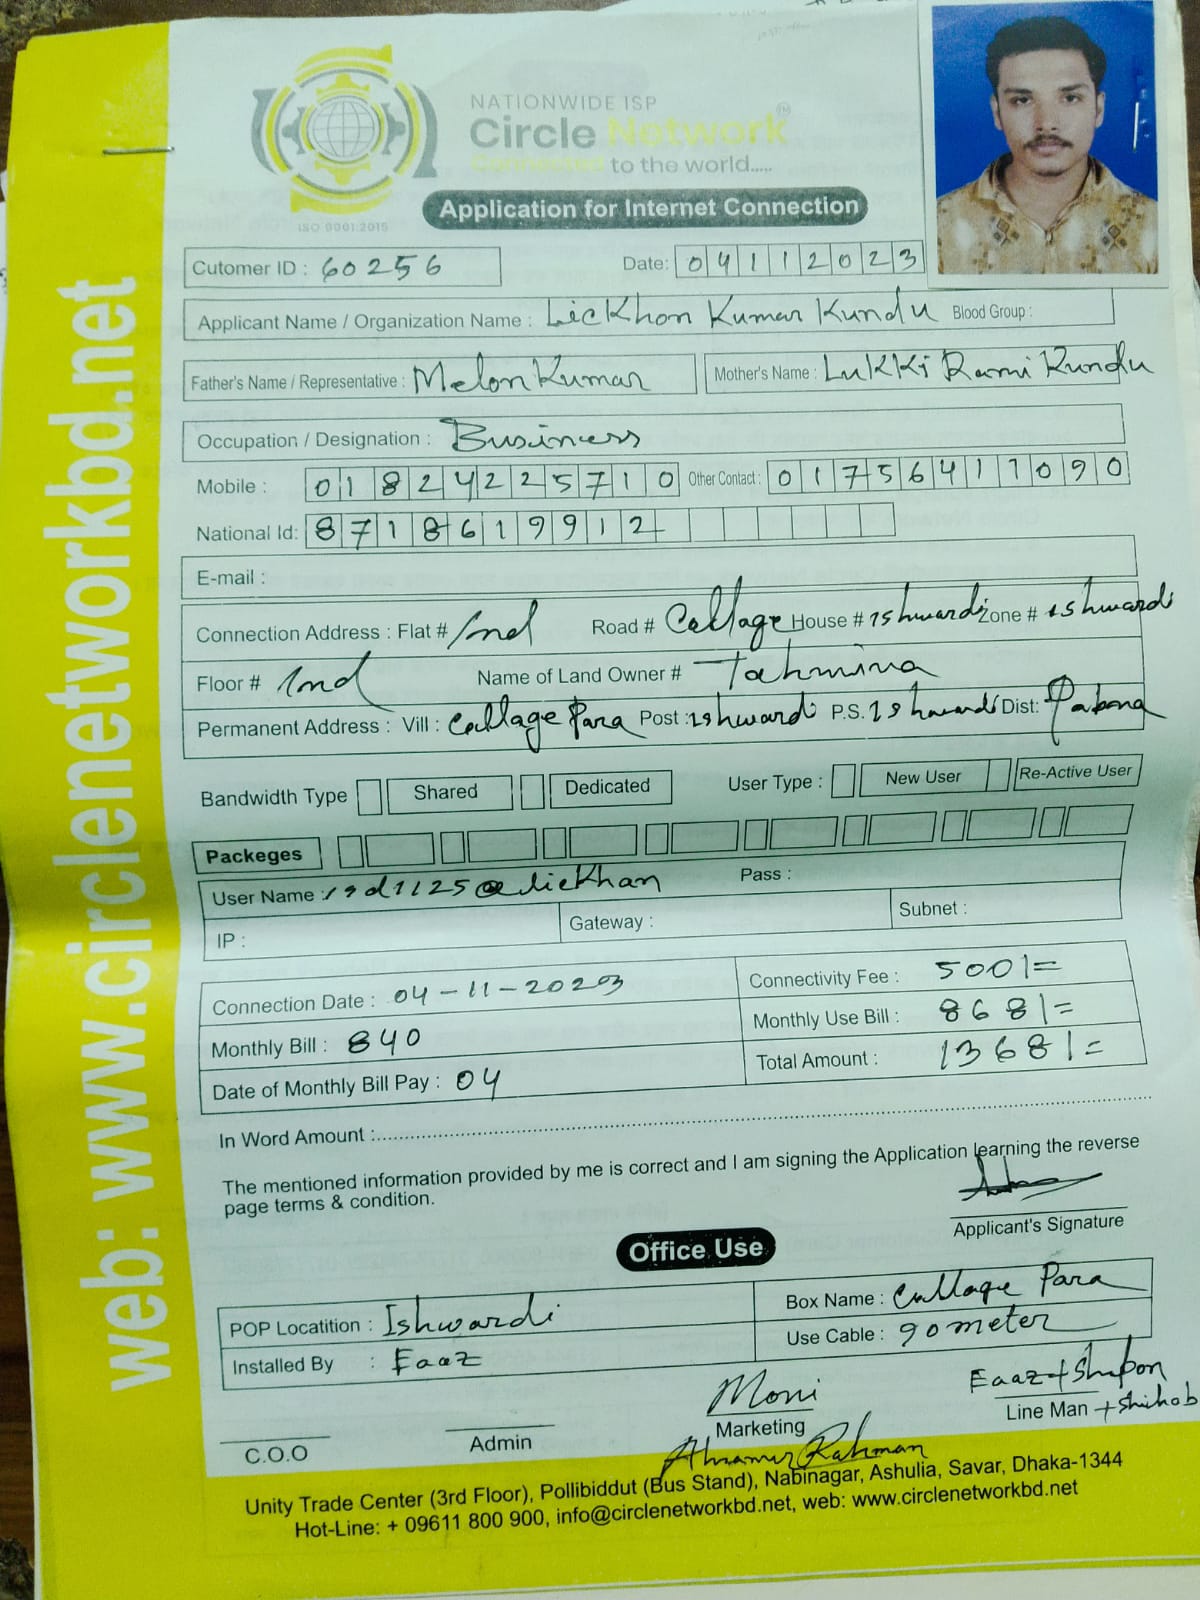 web: www.circlenetworkbd.net
NATIONWIDE ISP
Circle Network
Connected to the world.....
ISO 9001:2015
Application for Internet Connection
Cutomer ID : 60256 Date: 04112023
Applicant Name / Organization Name : Lickhon Kumar Kundu Blood Group :
Father's Name / Representative : Melon Kumar Mother's Name : Lukki Rani Kundu
Occupation / Designation : Business
Mobile : 01824225710 Other Contact : 01756411090
National Id: 8718619912
E-mail :
Connection Address : Flat # 2nd Road # Callage House # ishwardi Zone # ishwardi
Floor # 2nd Name of Land Owner # Tahmina
Permanent Address : Vill : Callage Para Post : ishwardi P.S. ishwardi Dist: Pabna
Bandwidth Type Shared Dedicated User Type : New User Re-Active User
Packeges
User Name : isd1125@lickhan Pass :
IP : Gateway : Subnet :
Connection Date : 04-11-2023 Connectivity Fee : 500/=
Monthly Bill : 840 Monthly Use Bill : 868/=
Date of Monthly Bill Pay : 04 Total Amount : 1368/=
In Word Amount :
The mentioned information provided by me is correct and I am signing the Application learning the reverse
page terms & condition.
Applicant's Signature
Office Use
POP Locatition : Ishwardi Box Name : Callage Para
Installed By : Eaaz Use Cable : 90 meter
Moni Eaaz + Shipon
C.O.O Admin Marketing Line Man + Shihab
Rahman
Unity Trade Center (3rd Floor), Pollibiddut (Bus Stand), Nabinagar, Ashulia, Savar, Dhaka-1344
Hot-Line: + 09611 800 900, info@circlenetworkbd.net, web: www.circlenetworkbd.net